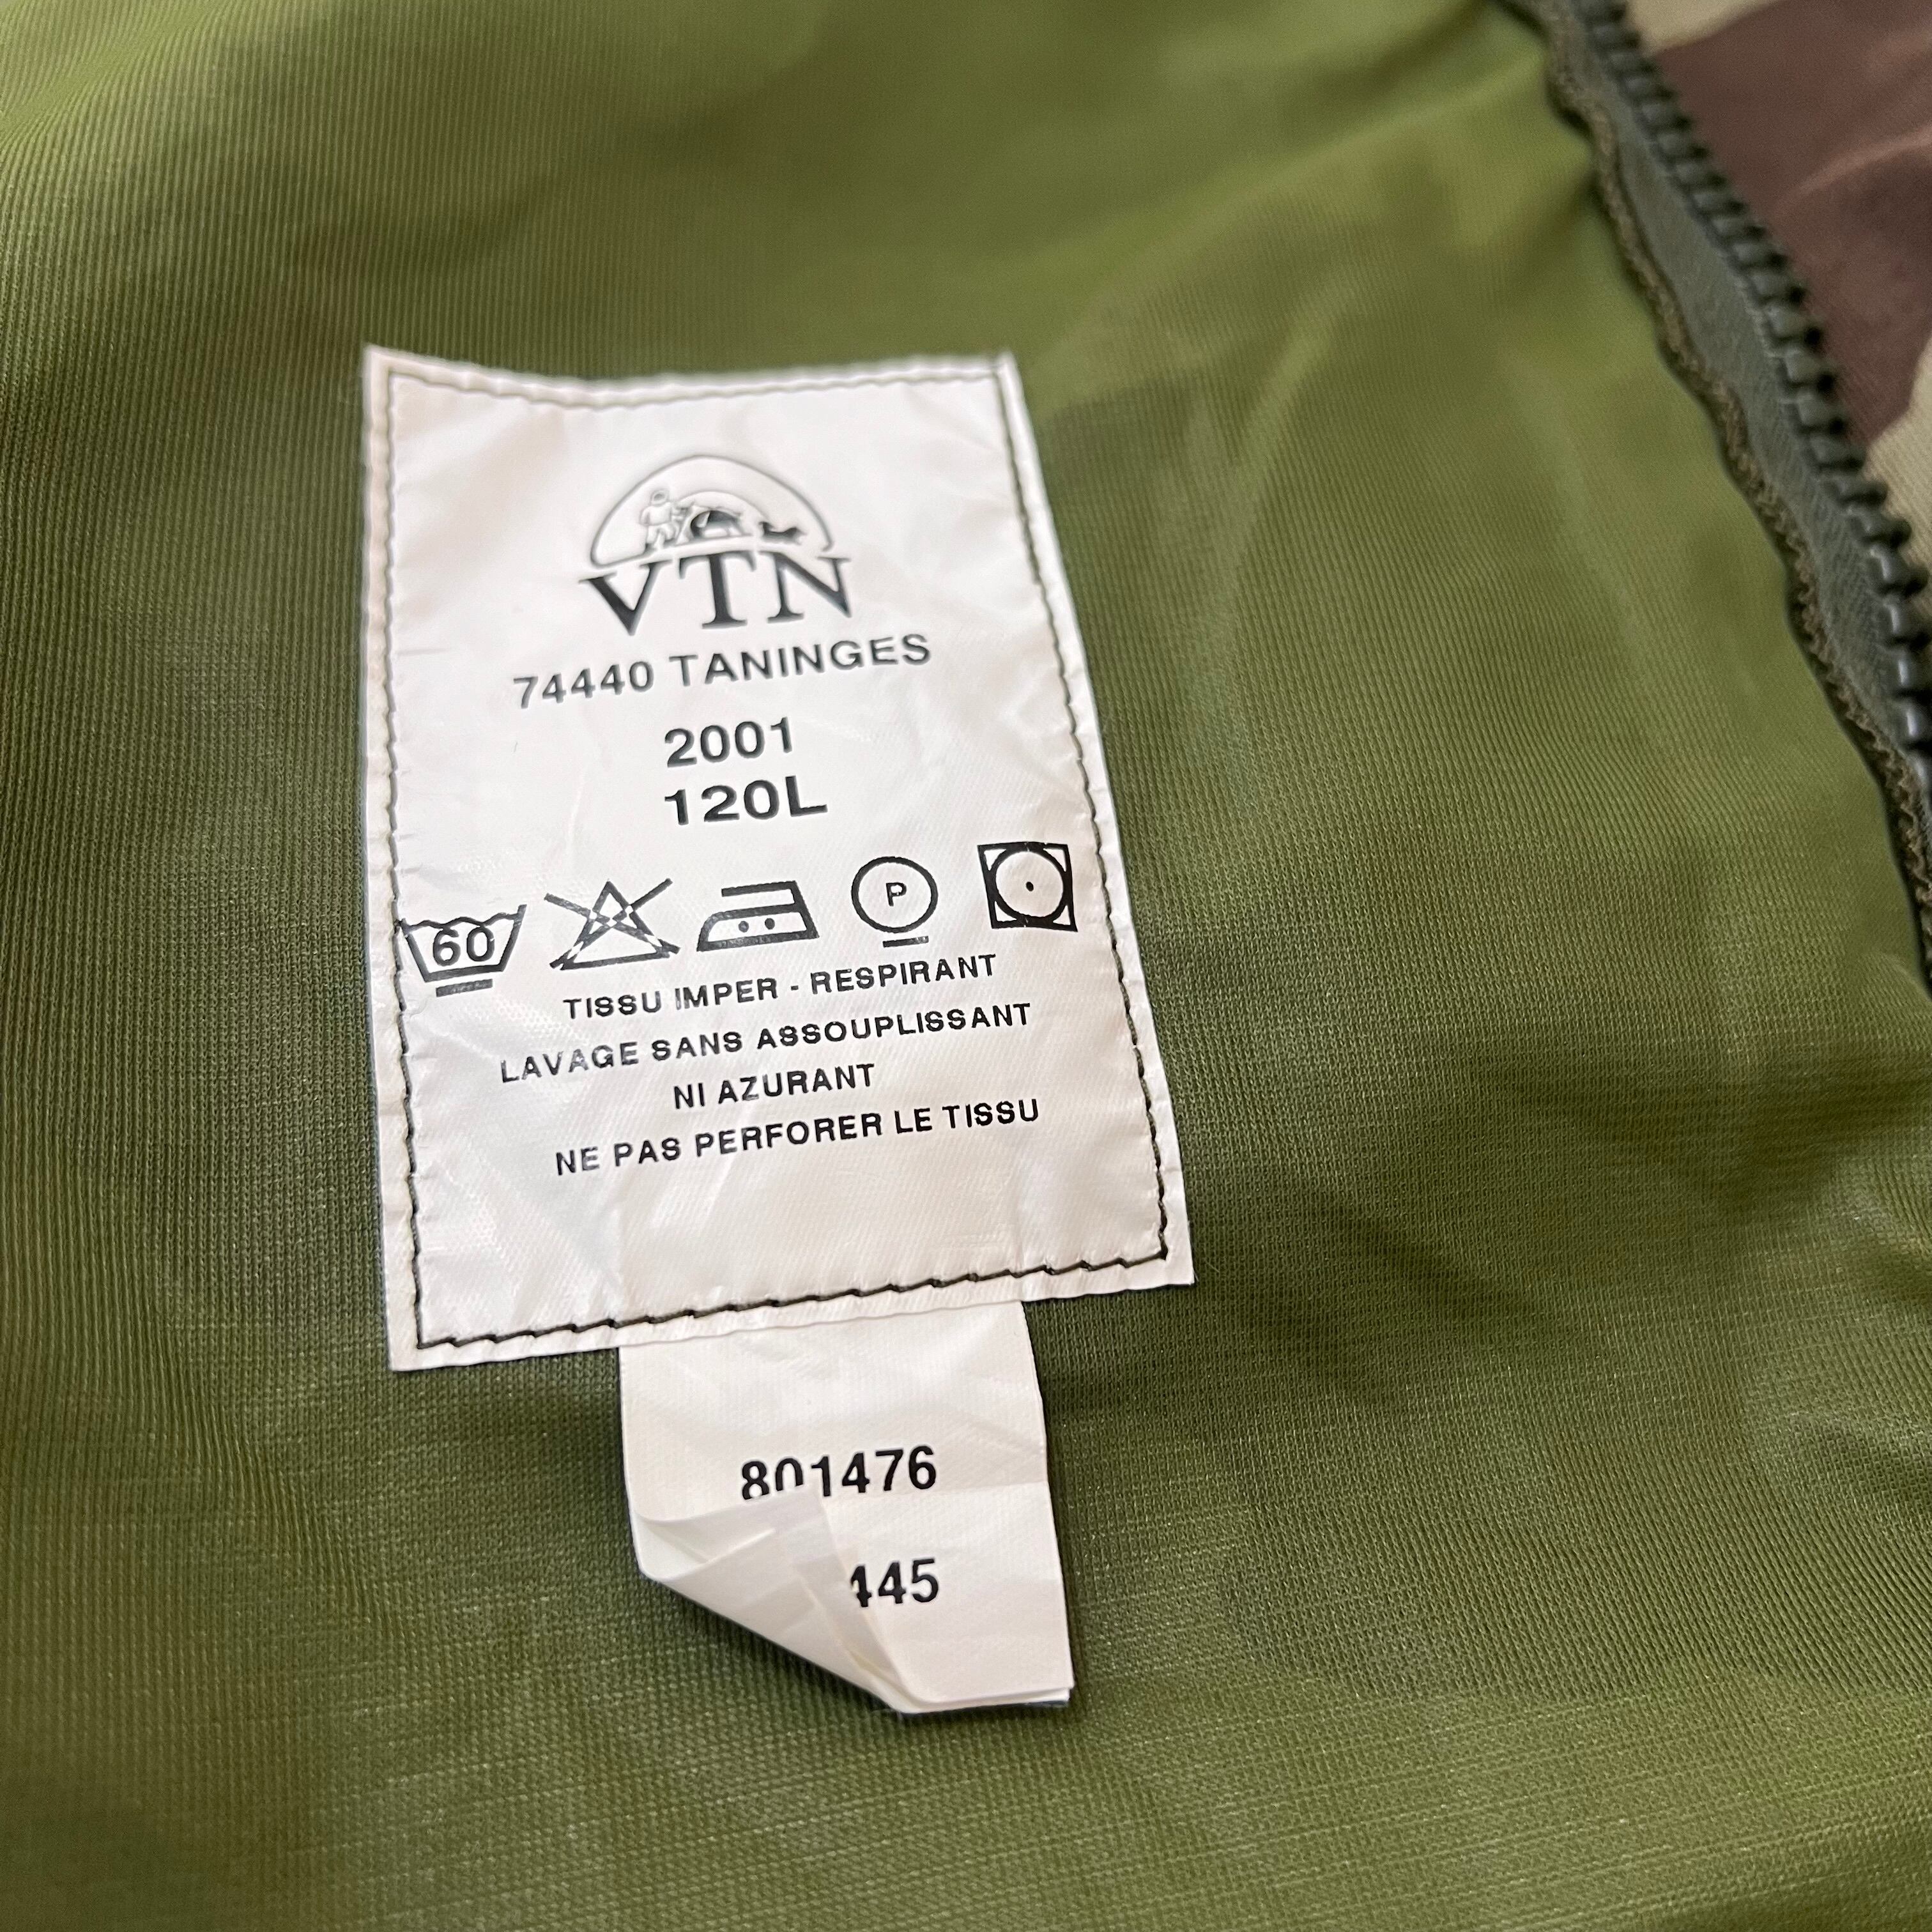 VTN
74440 TANINGES
2001
120L
60 P
TISSU IMPER - RESPIRANT
LAVAGE SANS ASSOUPLISSANT
NI AZURANT
NE PAS PERFORER LE TISSU
801476
445